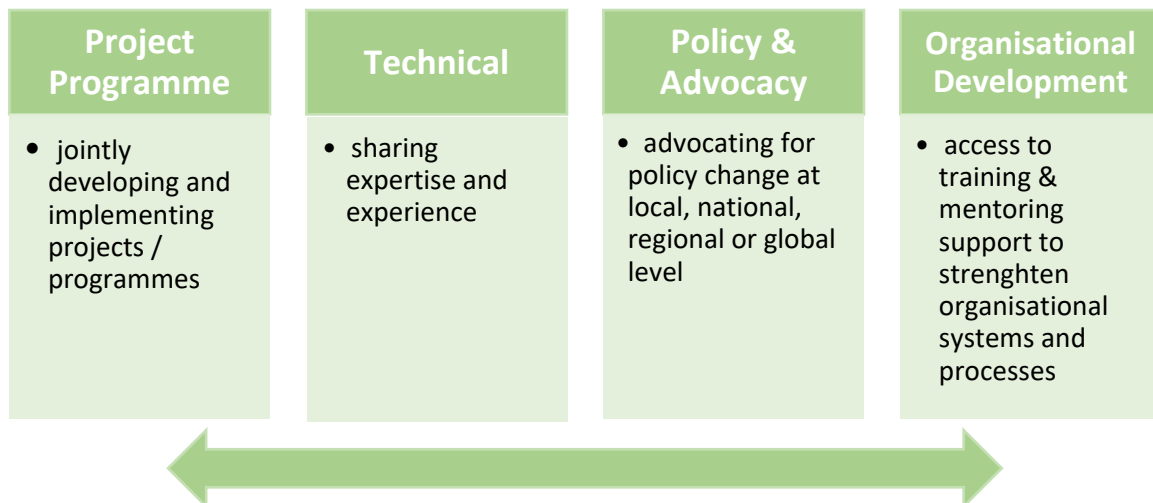 Project
Programme
• jointly
developing and
implementing
projects /
programmes
Technical
• sharing
expertise and
experience
Policy &
Advocacy
• advocating for
policy change at
local, national,
regional or global
level
Organisational
Development
• access to
training &
mentoring
support to
strenghten
organisational
systems and
processes